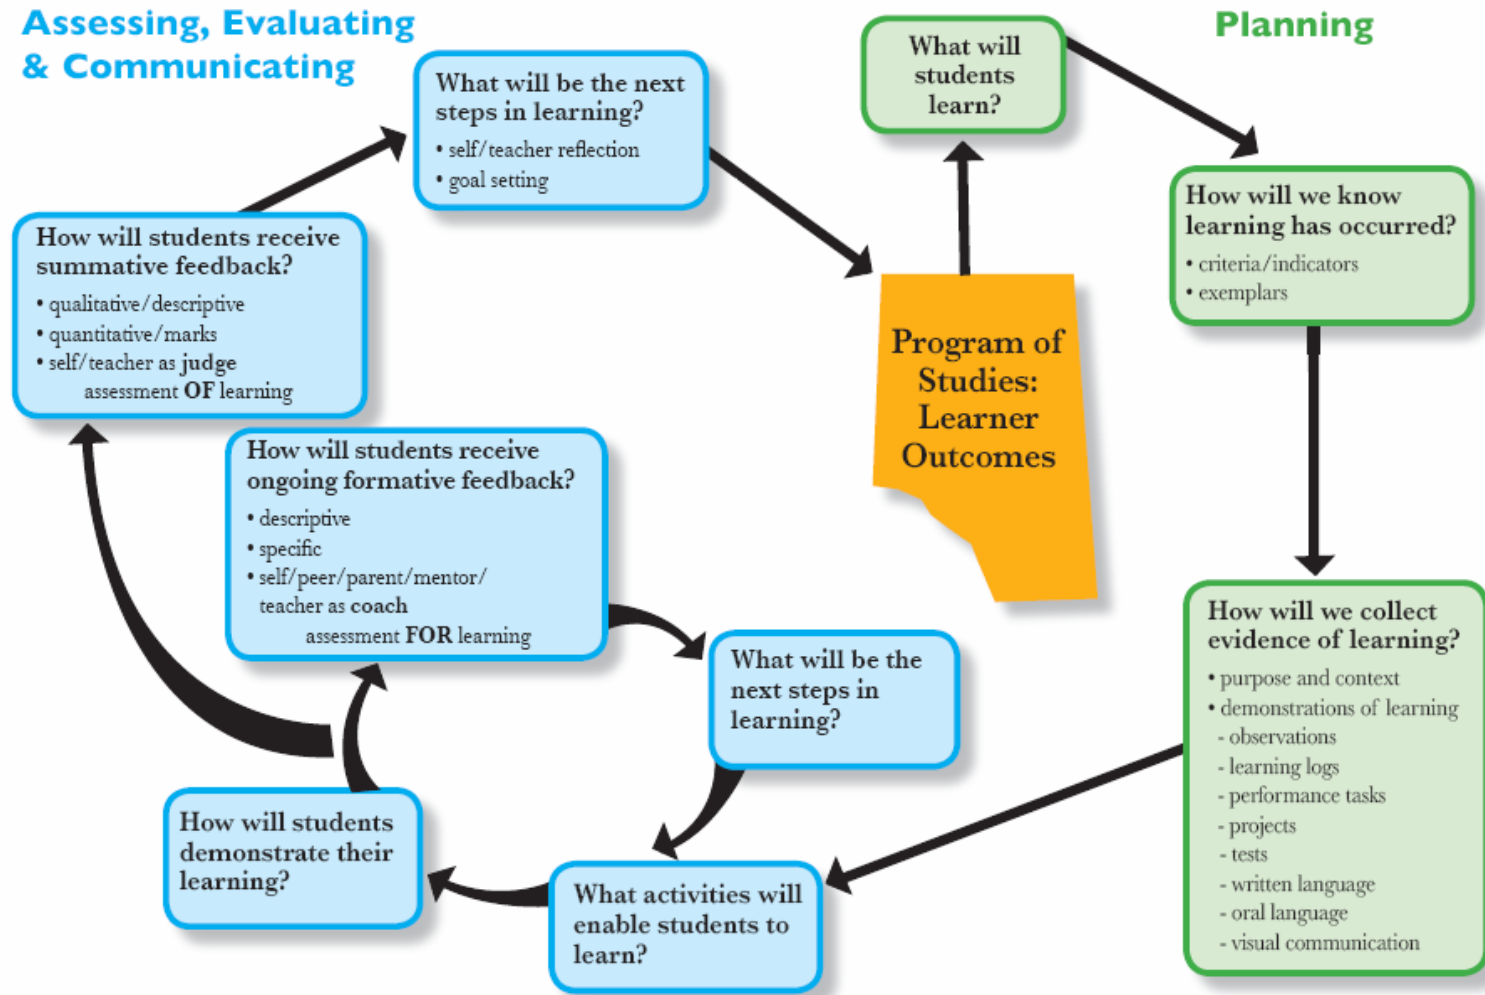 Assessing, Evaluating
& Communicating
Planning
What will
students
learn?
How will we know
learning has occurred?
• criteria/indicators
• exemplars
How will we collect
evidence of learning?
• purpose and context
• demonstrations of learning
- observations
- learning logs
- performance tasks
- projects
- tests
- written language
- oral language
- visual communication
What activities will
enable students to
learn?
How will students
demonstrate their
learning?
How will students receive
ongoing formative feedback?
• descriptive
• specific
• self/peer/parent/mentor/
teacher as coach
assessment FOR learning
What will be the
next steps in
learning?
How will students receive
summative feedback?
• qualitative/descriptive
• quantitative/marks
• self/teacher as judge
assessment OF learning
What will be the next
steps in learning?
• self/teacher reflection
• goal setting
Program of
Studies:
Learner
Outcomes